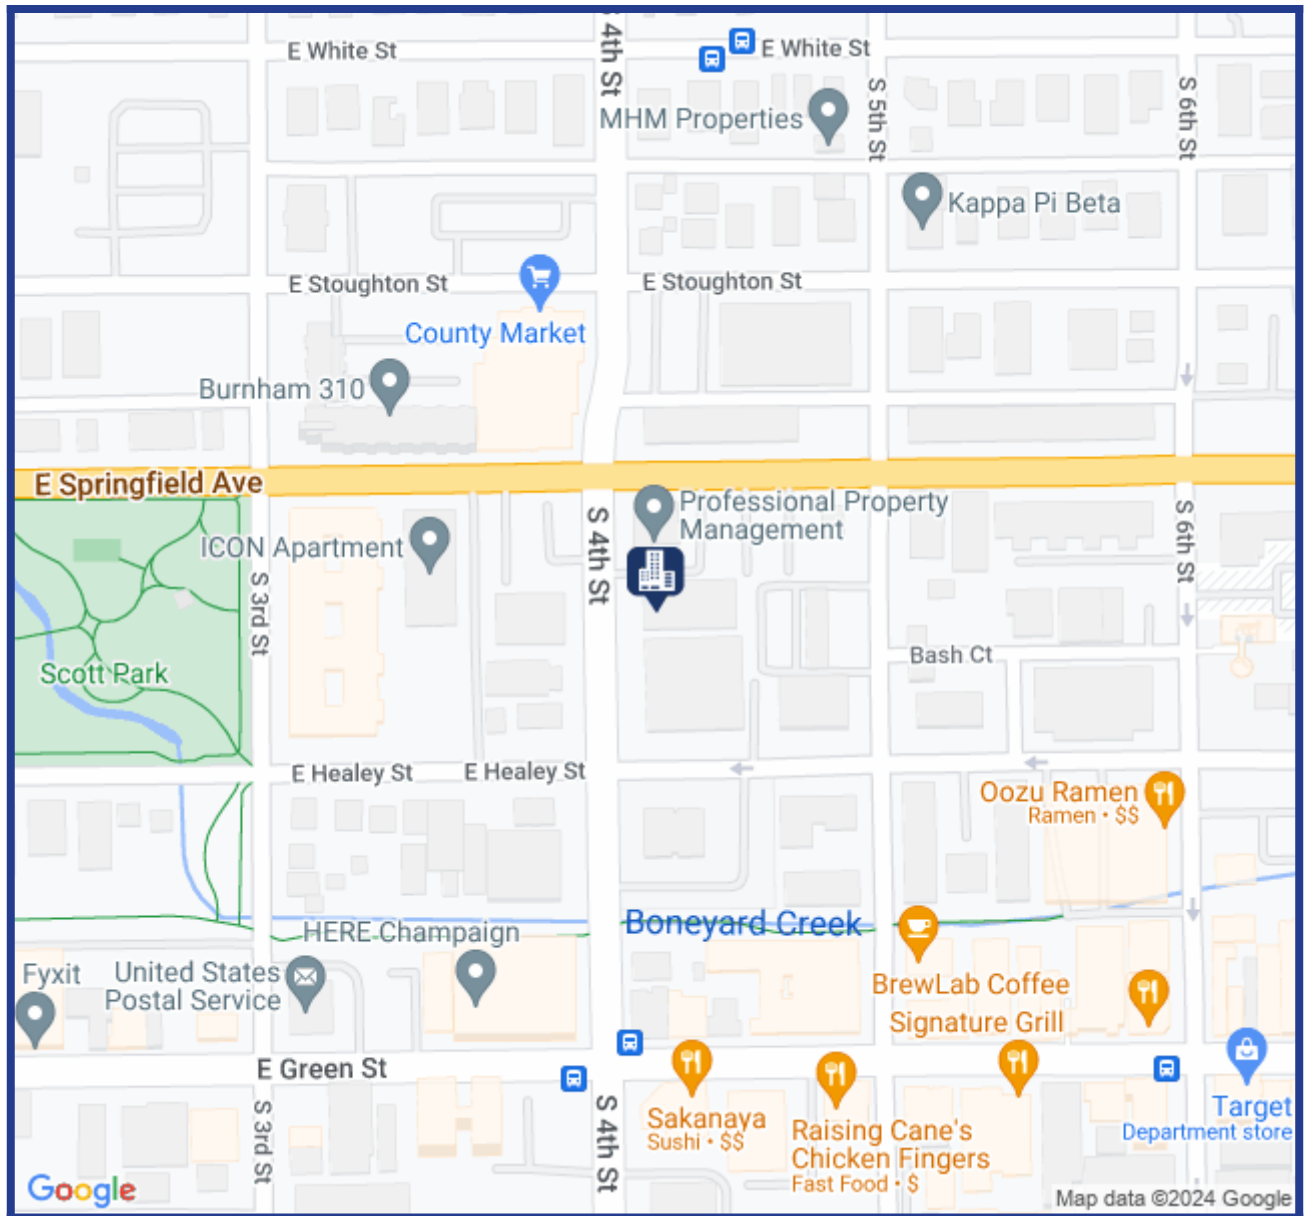 S 4th St
E White St
E White St
MHM Properties
S 5th St
S 6th St
Kappa Pi Beta
E Stoughton St
E Stoughton St
County Market
Burnham 310
E Springfield Ave
Professional Property
Management
S 4th St
S 6th St
ICON Apartment
S 3rd St
Scott Park
Bash Ct
E Healey St
E Healey St
Oozu Ramen
Ramen • $$
Boneyard Creek
HERE Champaign
Fyxit
United States
Postal Service
BrewLab Coffee
Signature Grill
E Green St
S 3rd St
S 4th St
Sakanaya
Sushi • $$
Raising Cane's
Chicken Fingers
Fast Food • $
Target
Department store
Google
Map data ©2024 Google